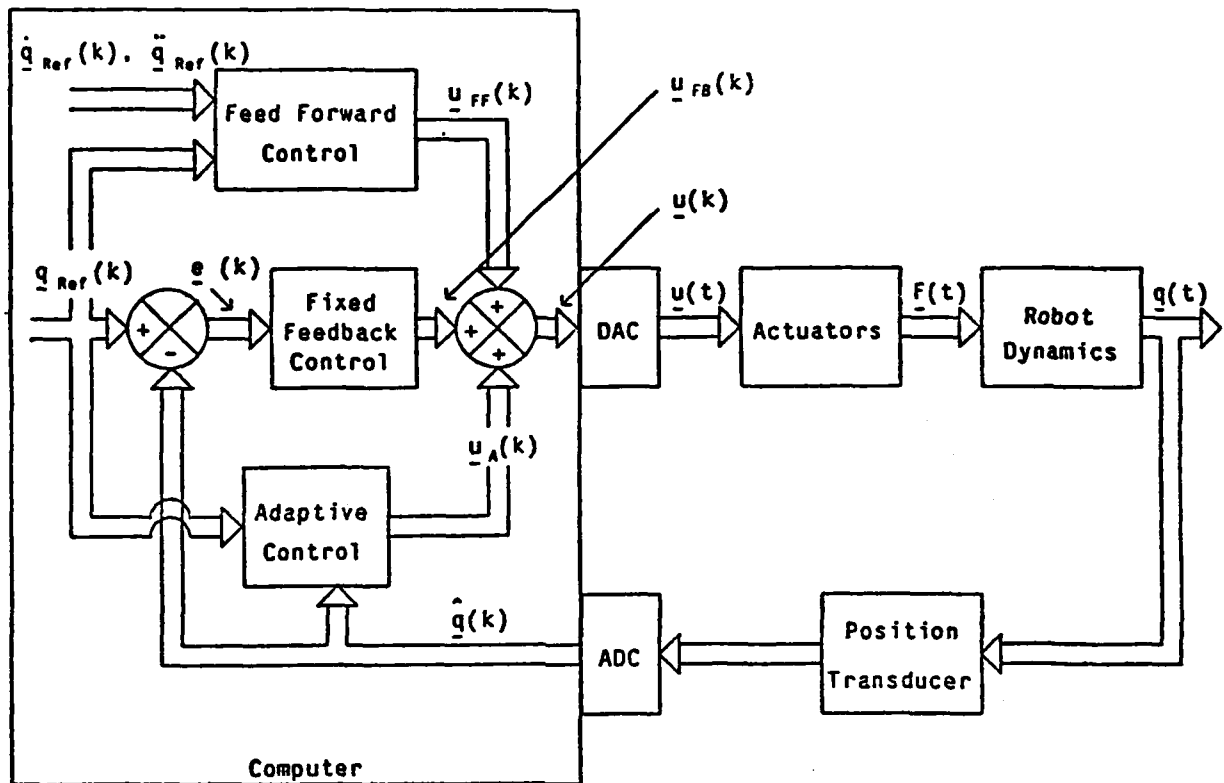 q̲̇ Ref(k), q̲̈ Ref(k)
Feed Forward
Control
u̲ FF(k)
u̲ FB(k)
u̲(k)
q̲ Ref(k)
e̲ (k)
+
-
Fixed
Feedback
Control
+
+
+
DAC
u̲(t)
Actuators
F̲(t)
Robot
Dynamics
q̲(t)
u̲ A(k)
Adaptive
Control
q̲̂(k)
ADC
Position
Transducer
Computer